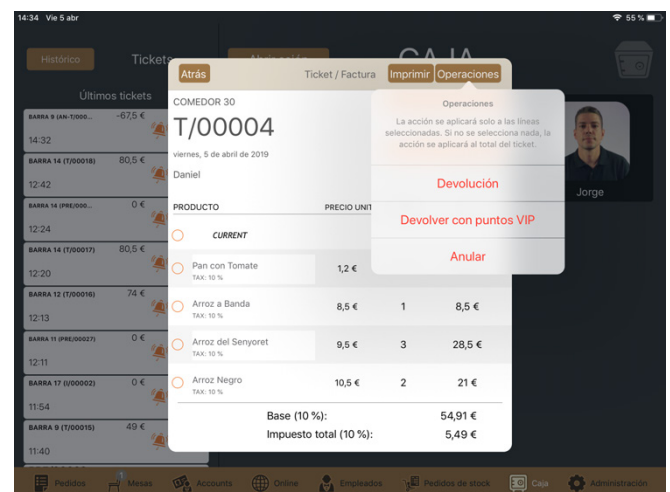 14:34 Vie 5 abr
55 %
Histórico
Tickets
Últimos tickets
BARRA 9 (AN-T/000... -67,5 €
14:32
BARRA 14 (T/00018) 80,5 €
12:42
BARRA 14 (PRE/000... 0 €
12:24
BARRA 14 (T/00017) 80,5 €
12:20
BARRA 12 (T/00016) 74 €
12:13
BARRA 11 (PRE/00027) 0 €
12:11
BARRA 17 (I/00002) 0 €
11:54
BARRA 9 (T/00015) 49 €
11:40
CAJA
Jorge
Atrás
Ticket / Factura
Imprimir
Operaciones
COMEDOR 30
T/00004
viernes, 5 de abril de 2019
Daniel
PRODUCTO PRECIO UNIT
CURRENT
Pan con Tomate 1,2 €
TAX: 10 %
Arroz a Banda 8,5 € 1 8,5 €
TAX: 10 %
Arroz del Senyoret 9,5 € 3 28,5 €
TAX: 10 %
Arroz Negro 10,5 € 2 21 €
TAX: 10 %
Base (10 %): 54,91 €
Impuesto total (10 %): 5,49 €
Operaciones
La acción se aplicará solo a las líneas
seleccionadas. Si no se selecciona nada, la
acción se aplicará al total del ticket.
Devolución
Devolver con puntos VIP
Anular
Pedidos
1
Mesas
Accounts
Online
Empleados
Pedidos de stock
Caja
Administración